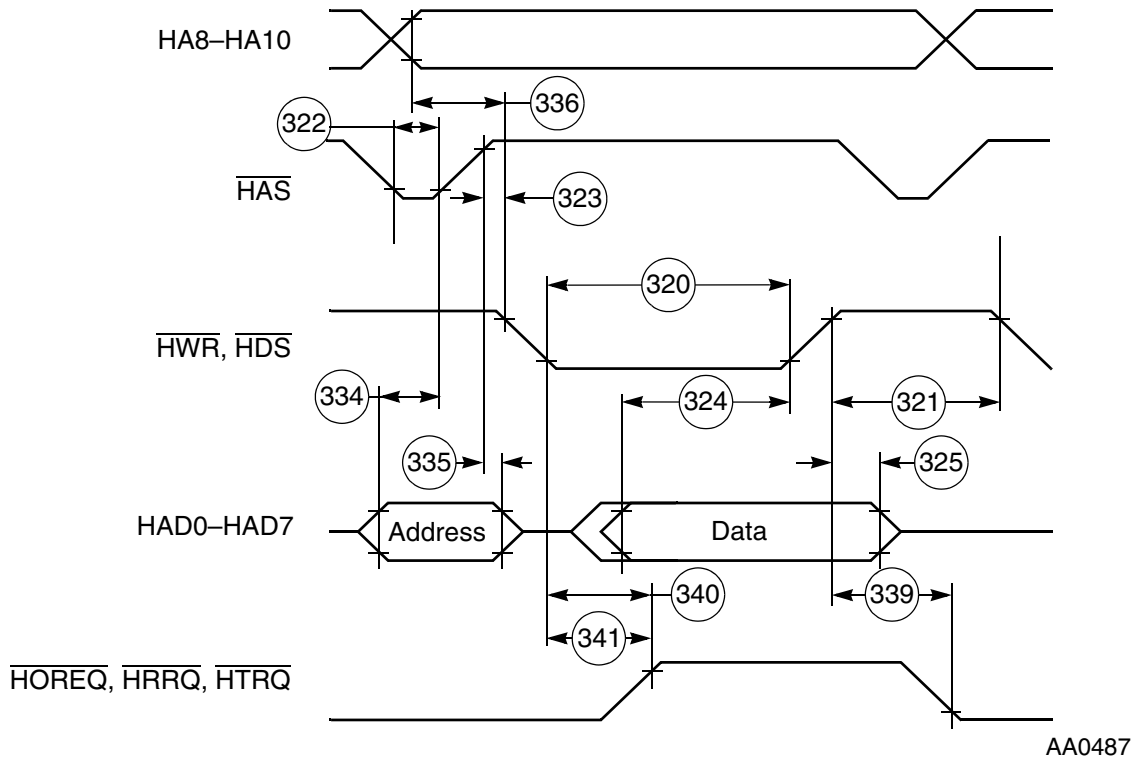 HA8–HA10
336
322
HAS
323
320
HWR, HDS
334
324
321
335
325
HAD0–HAD7
Address
Data
340
339
341
HOREQ, HRRQ, HTRQ
AA0487